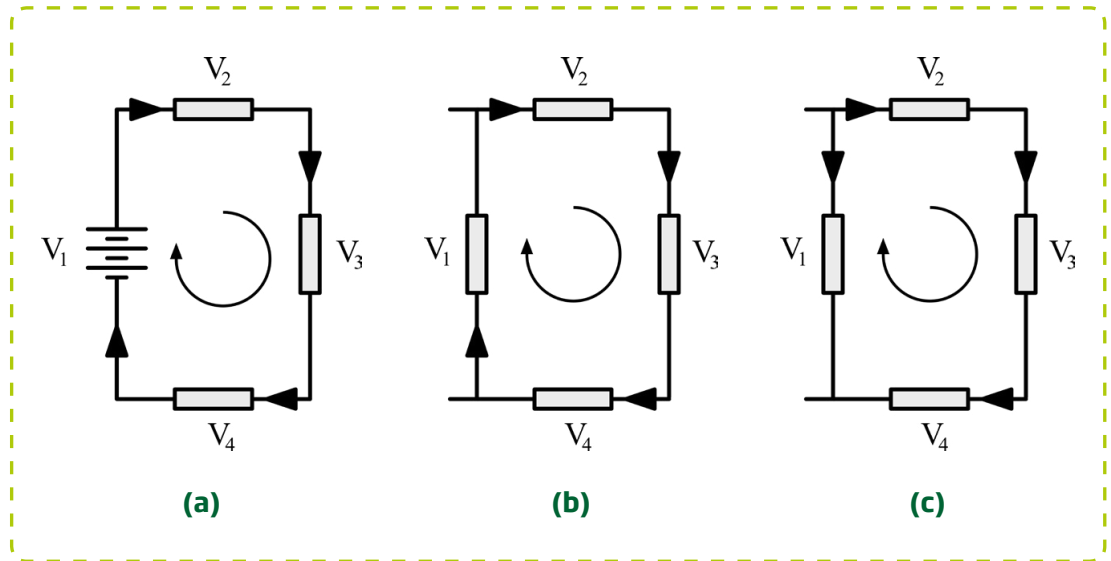 V₂ V₂ V₂
V₁ V₃ V₁ V₃ V₁ V₃
V₄ V₄ V₄
(a) (b) (c)